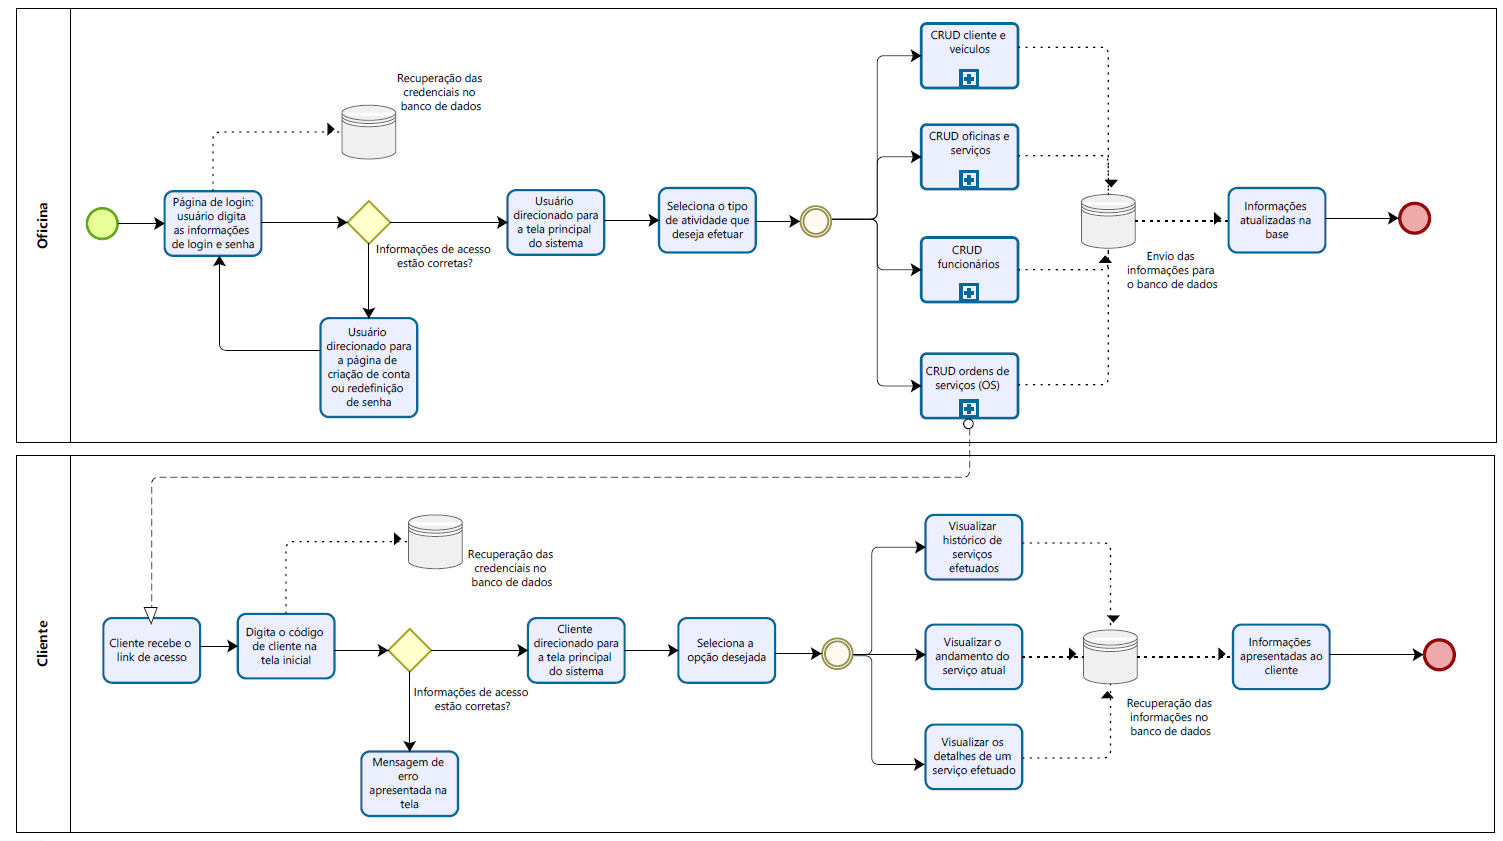 Oficina
Recuperação das
credenciais no
banco de dados
Página de login:
usuário digita
as informações
de login e senha
Informações de acesso
estão corretas?
Usuário
direcionado para
a página de
criação de conta
ou redefinição
de senha
Usuário
direcionado para
a tela principal
do sistema
Seleciona o tipo
de atividade que
deseja efetuar
CRUD cliente e
veículos
CRUD oficinas e
serviços
CRUD
funcionários
CRUD ordens de
serviços (OS)
Envio das
informações para
o banco de dados
Informações
atualizadas na
base
Cliente
Cliente recebe o
link de acesso
Digita o código
de cliente na
tela inicial
Recuperação das
credenciais no
banco de dados
Informações de acesso
estão corretas?
Mensagem de
erro
apresentada na
tela
Cliente
direcionado para
a tela principal
do sistema
Seleciona a
opção desejada
Visualizar
histórico de
serviços
efetuados
Visualizar o
andamento do
serviço atual
Visualizar os
detalhes de um
serviço efetuado
Recuperação das
informações no
banco de dados
Informações
apresentadas ao
cliente